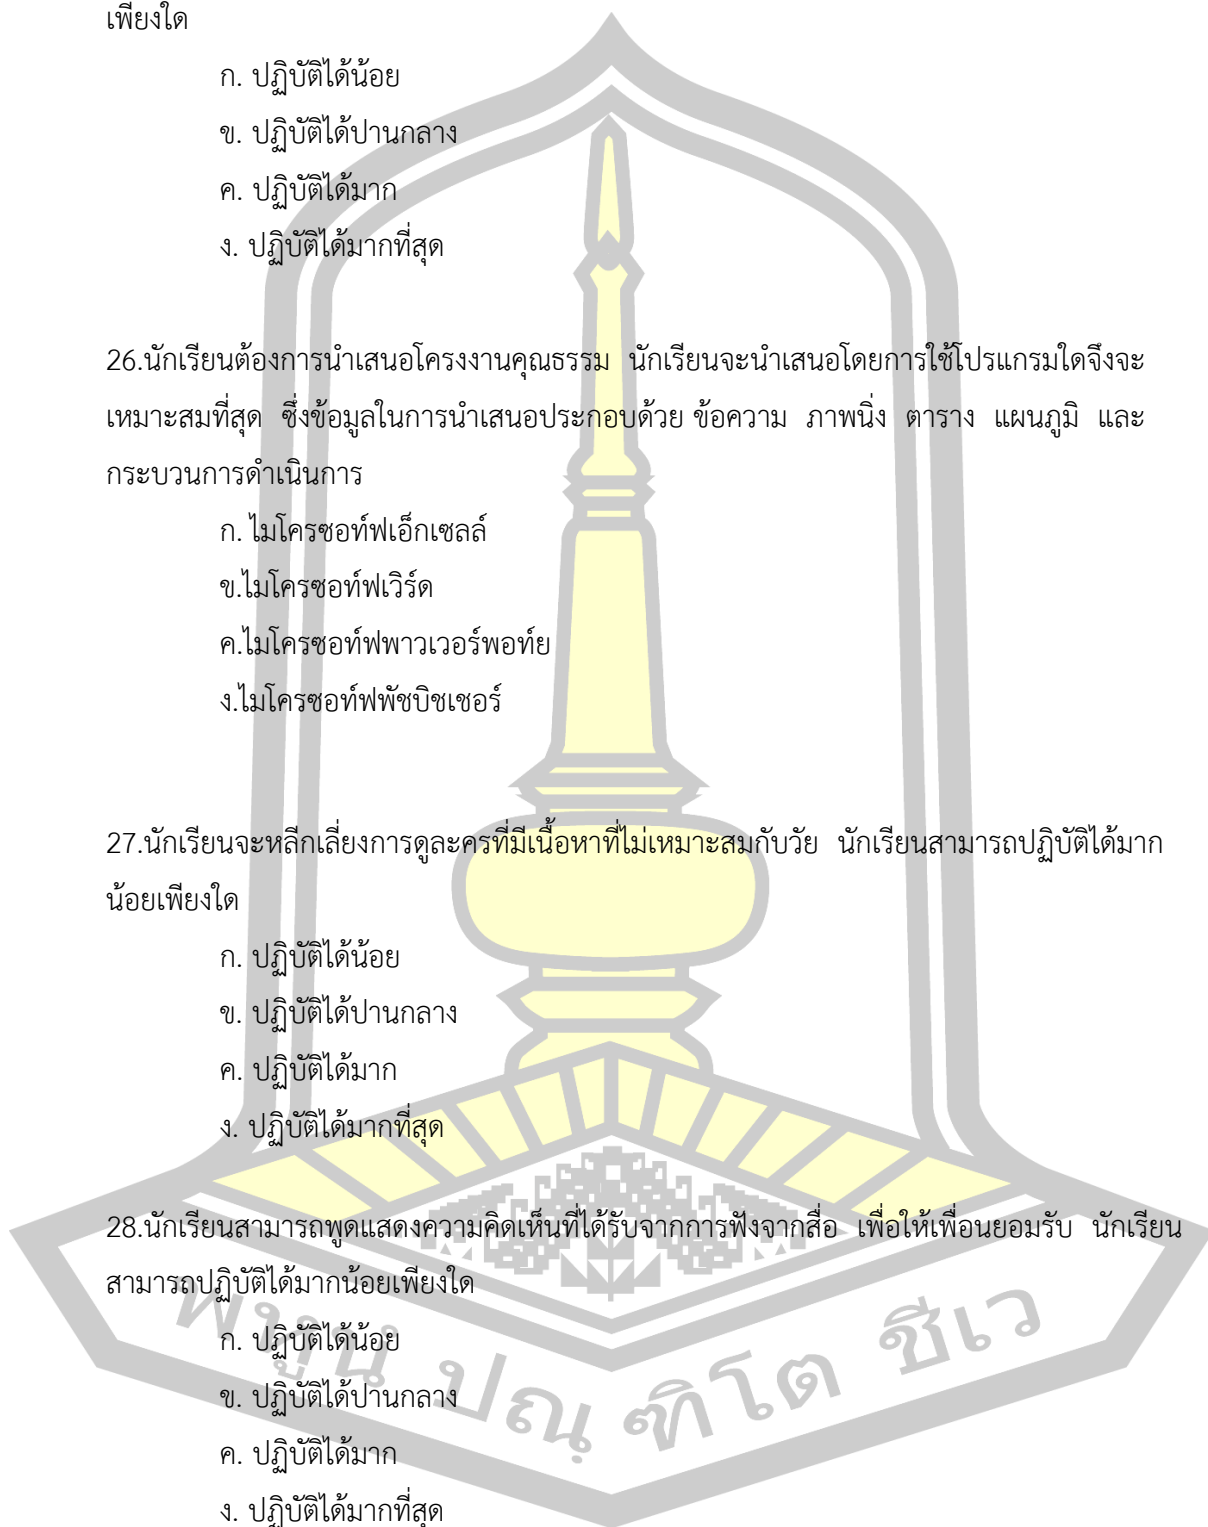 เพียงใด
ก. ปฏิบัติได้น้อย
ข. ปฏิบัติได้ปานกลาง
ค. ปฏิบัติได้มาก
ง. ปฏิบัติได้มากที่สุด
26.นักเรียนต้องการนำเสนอโครงงานคุณธรรม นักเรียนจะนำเสนอโดยการใช้โปรแกรมใดจึงจะ
เหมาะสมที่สุด ซึ่งข้อมูลในการนำเสนอประกอบด้วย ข้อความ ภาพนิ่ง ตาราง แผนภูมิ และ
กระบวนการดำเนินการ
ก. ไมโครซอท์ฟเอ็กเซลล์
ข.ไมโครซอท์ฟเวิร์ด
ค.ไมโครซอท์ฟพาวเวอร์พอท์ย
ง.ไมโครซอท์ฟพัชบิชเชอร์
27.นักเรียนจะหลีกเลี่ยงการดูละครที่มีเนื้อหาที่ไม่เหมาะสมกับวัย นักเรียนสามารถปฏิบัติได้มาก
น้อยเพียงใด
ก. ปฏิบัติได้น้อย
ข. ปฏิบัติได้ปานกลาง
ค. ปฏิบัติได้มาก
ง. ปฏิบัติได้มากที่สุด
28.นักเรียนสามารถพูดแสดงความคิดเห็นที่ได้รับจากการฟังจากสื่อ เพื่อให้เพื่อนยอมรับ นักเรียน
สามารถปฏิบัติได้มากน้อยเพียงใด
ก. ปฏิบัติได้น้อย
ข. ปฏิบัติได้ปานกลาง
ค. ปฏิบัติได้มาก
ง. ปฏิบัติได้มากที่สุด
พหูนํ ปณฺฑิโต ชีเว